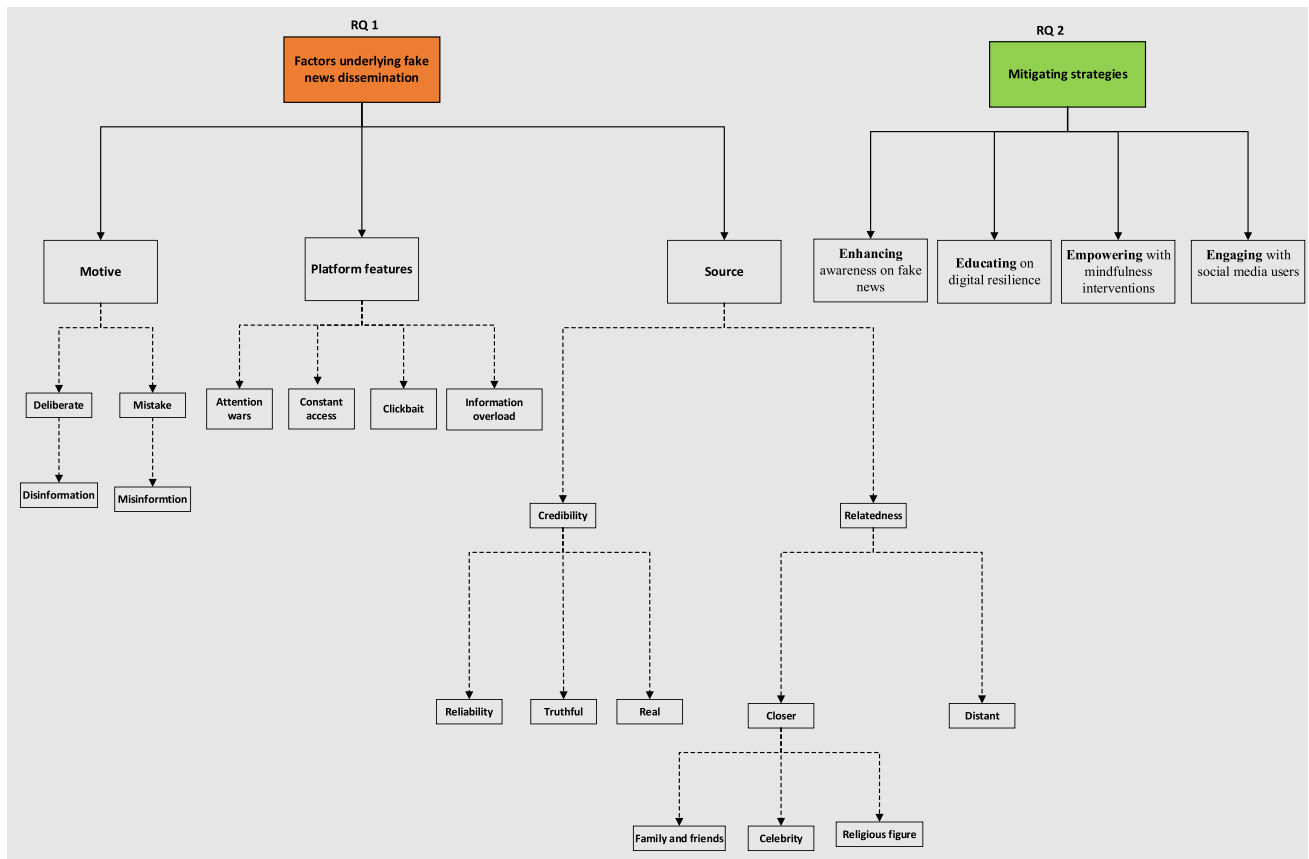 RQ 1
Factors underlying fake
news dissemination
RQ 2
Mitigating strategies
Motive
Platform features
Source
Enhancing
awareness on fake
news
Educating on
digital resilience
Empowering with
mindfulness
interventions
Engaging with
social media users
Deliberate
Mistake
Attention
wars
Constant
access
Clickbait
Information
overload
Disinformation
Misinformtion
Credibility
Relatedness
Reliability
Truthful
Real
Closer
Distant
Family and friends
Celebrity
Religious figure